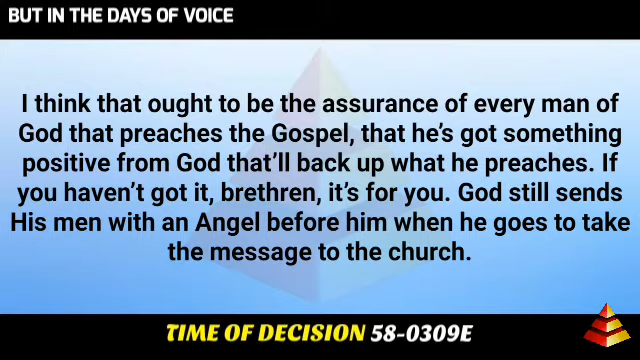 BUT IN THE DAYS OF VOICE
I think that ought to be the assurance of every man of
God that preaches the Gospel, that he's got something
positive from God that'll back up what he preaches. If
you haven't got it, brethren, it's for you. God still sends
His men with an Angel before him when he goes to take
the message to the church.
TIME OF DECISION 58-0309E